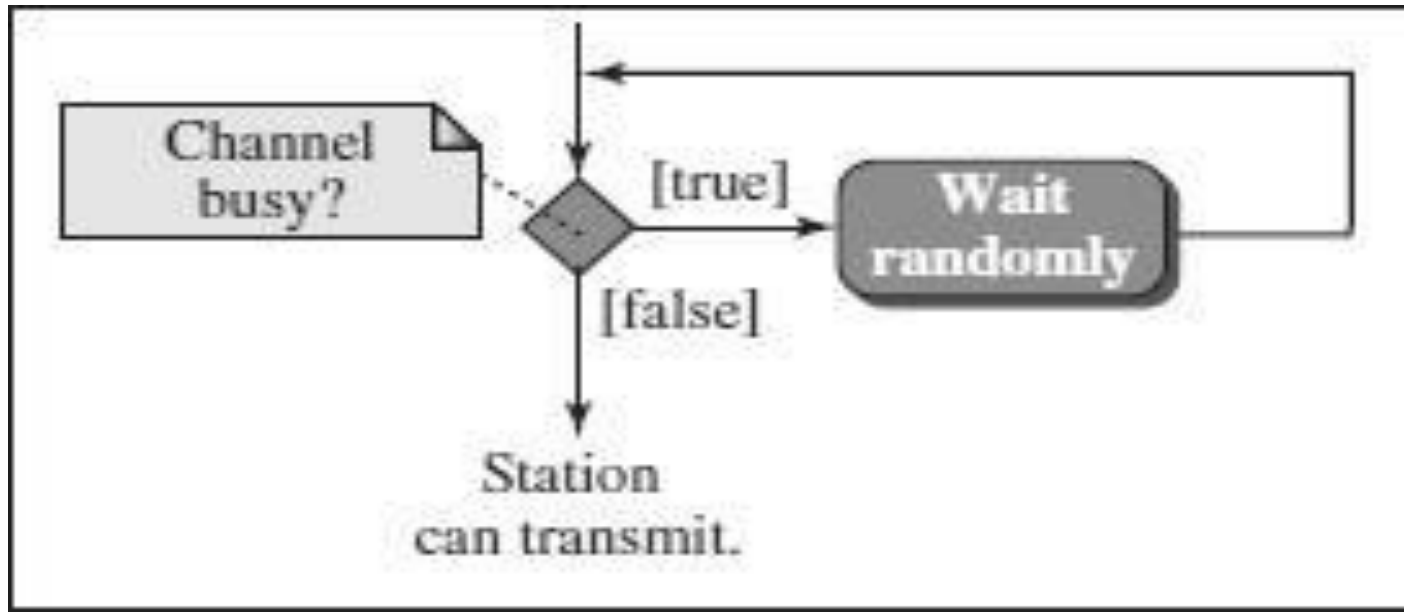 Channel
busy?
[true]
Wait
randomly
[false]
Station
can transmit.